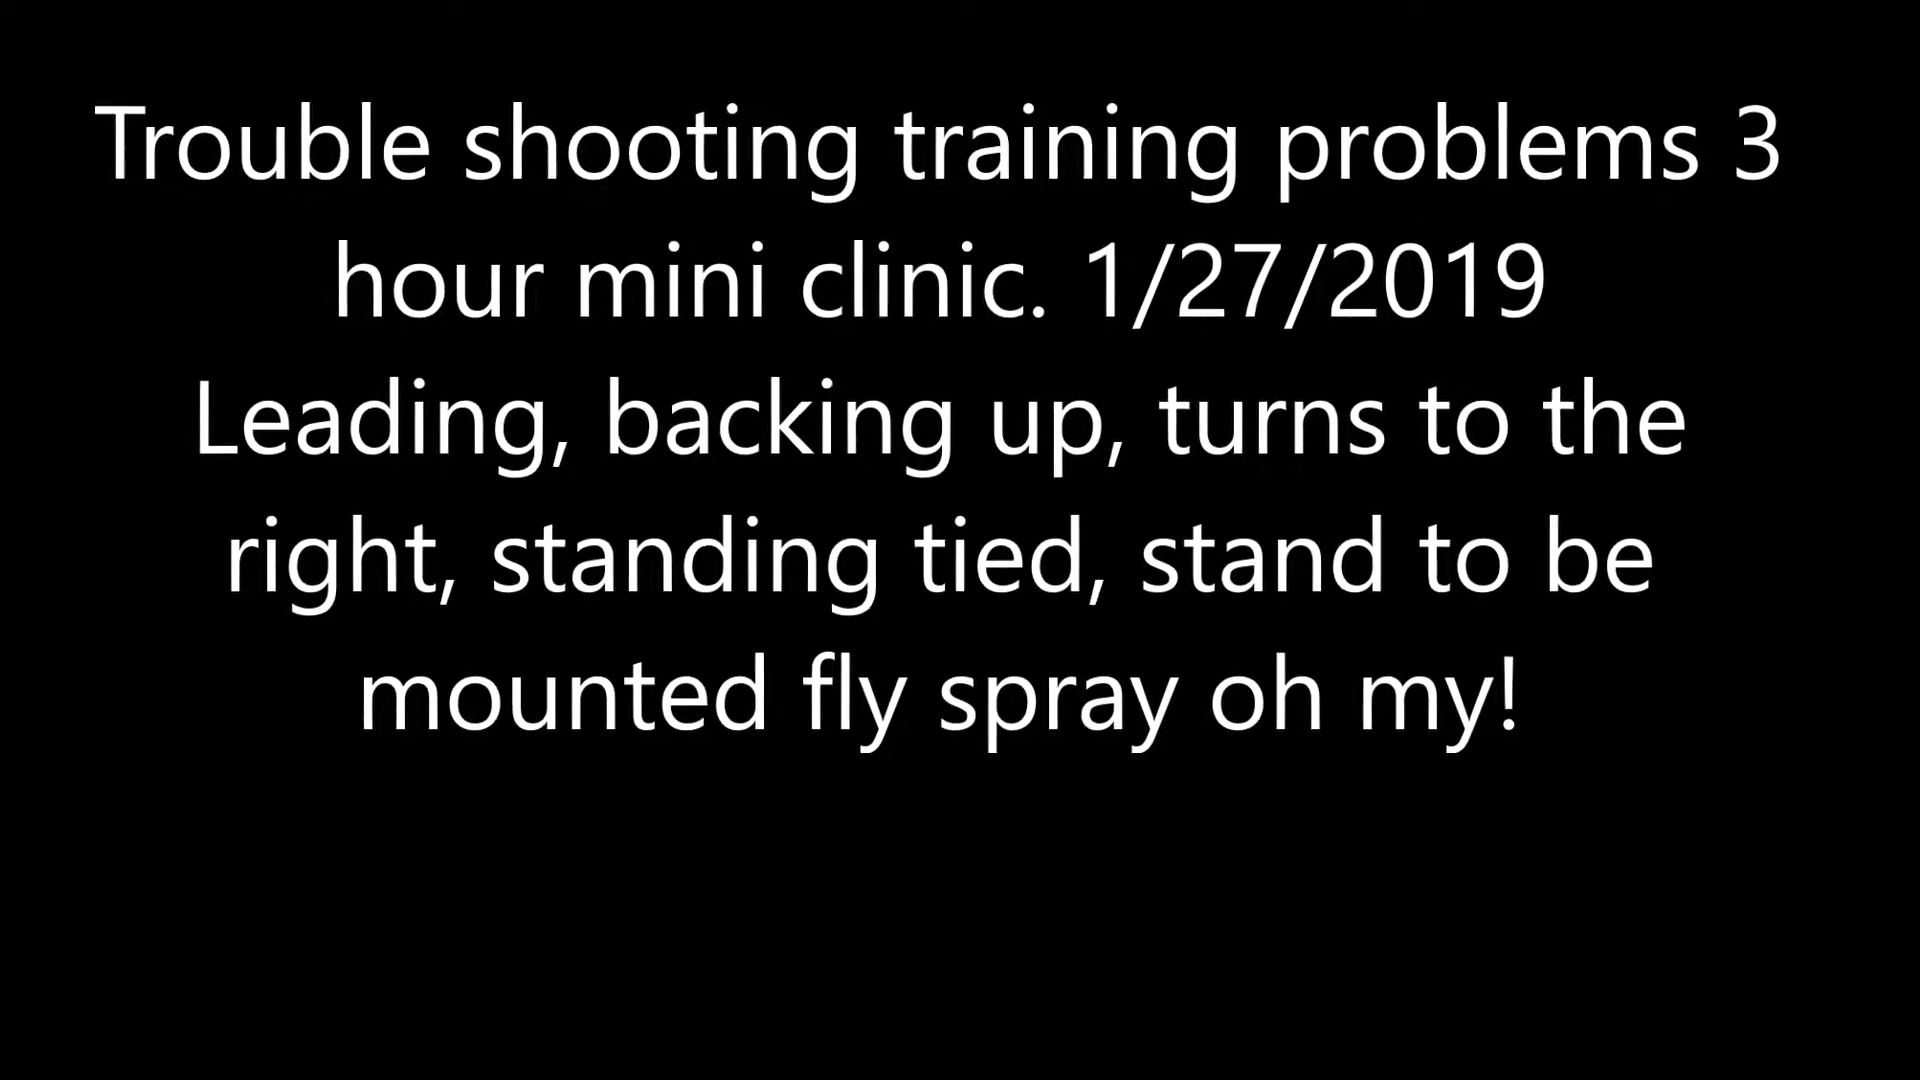 Trouble shooting training problems 3
hour mini clinic. 1/27/2019
Leading, backing up, turns to the
right, standing tied, stand to be
mounted fly spray oh my!